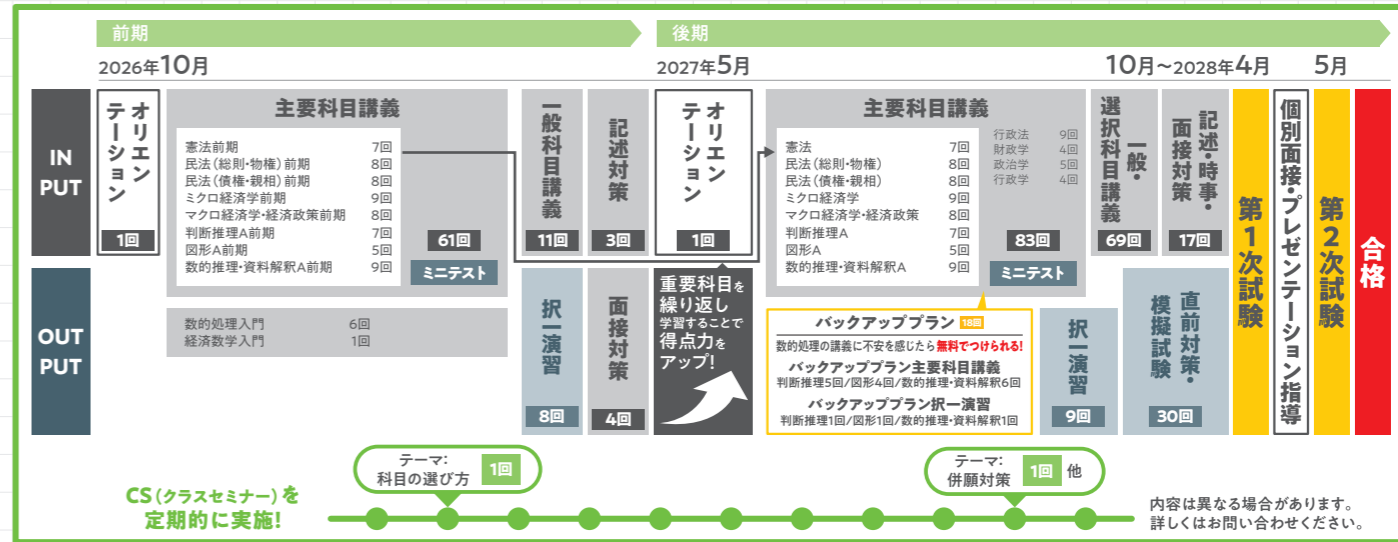 前期
後期
2026年10月
2027年5月
10月～2028年4月
5月
IN
PUT
OUT
PUT
オリエン
テーション
1回
主要科目講義
憲法前期 7回
民法(総則・物権)前期 8回
民法(債権・親相)前期 8回
ミクロ経済学前期 9回
マクロ経済学・経済政策前期 8回
判断推理A前期 7回
図形A前期 5回
数的推理・資料解釈A前期 9回
61回
ミニテスト
数的処理入門 6回
経済数学入門 1回
一般科目講義
11回
択一演習
8回
記述対策
3回
面接対策
4回
オリエン
テーション
1回
重要科目を
繰り返し
学習することで
得点力を
アップ!
主要科目講義
憲法 7回
民法(総則・物権) 8回
民法(債権・親相) 8回
ミクロ経済学 9回
マクロ経済学・経済政策 8回
判断推理A 7回
図形A 5回
数的推理・資料解釈A 9回
行政法 9回
財政学 4回
政治学 5回
行政学 4回
83回
ミニテスト
バックアッププラン 18回
数的処理の講義に不安を感じたら無料でつけられる!
バックアッププラン主要科目講義
判断推理5回/図形4回/数的推理・資料解釈6回
バックアッププラン択一演習
判断推理1回/図形1回/数的推理・資料解釈1回
一般・
選択科目講義
69回
択一演習
9回
記述・時事・
面接対策
17回
直前対策・
模擬試験
30回
第1次試験
個別面接・プレゼンテーション指導
第2次試験
合格
テーマ:
科目の選び方
1回
テーマ:
併願対策
1回 他
CS(クラスセミナー)を
定期的に実施!
内容は異なる場合があります。
詳しくはお問い合わせください。